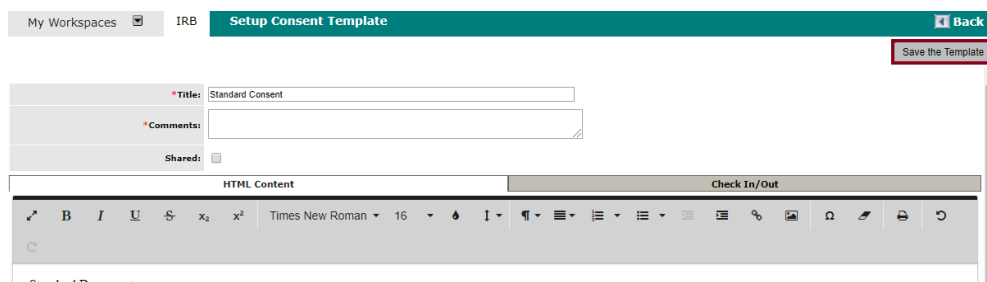 My Workspaces IRB Setup Consent Template Back
Save the Template
*Title: Standard Consent
*Comments:
Shared:
HTML Content Check In/Out
B I U S x₂ x² Times New Roman 16 ¶ Ω